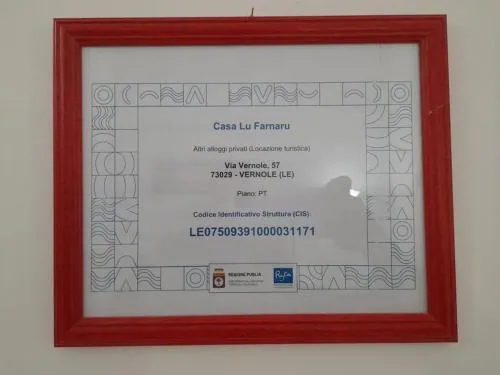 Casa Lu Farnaru
Altri alloggi privati (Locazione turistica)
Via Vernole, 57
73029 - VERNOLE (LE)
Piano: PT
Codice Identificativo Struttura (CIS):
LE07509391000031171
REGIONE PUGLIA